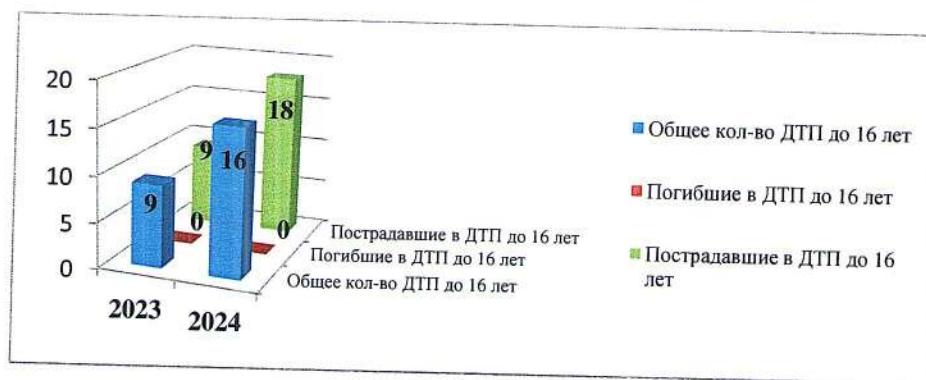 20
15
10
5
0
9
0
9
16
0
18
2023
2024
Пострадавшие в ДТП до 16 лет
Погибшие в ДТП до 16 лет
Общее кол-во ДТП до 16 лет
Общее кол-во ДТП до 16 лет
Погибшие в ДТП до 16 лет
Пострадавшие в ДТП до 16
лет